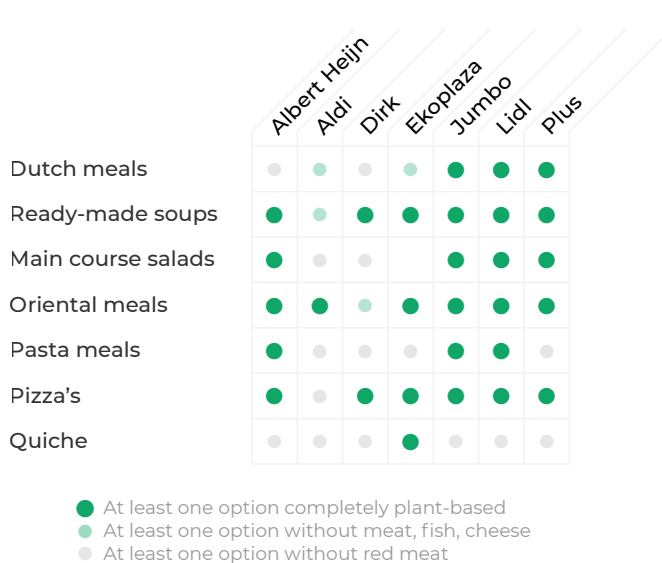 Albert Heijn
Aldi
Dirk
Ekoplaza
Jumbo
Lidl
Plus
Dutch meals
Ready-made soups
Main course salads
Oriental meals
Pasta meals
Pizza’s
Quiche
At least one option completely plant-based
At least one option without meat, fish, cheese
At least one option without red meat